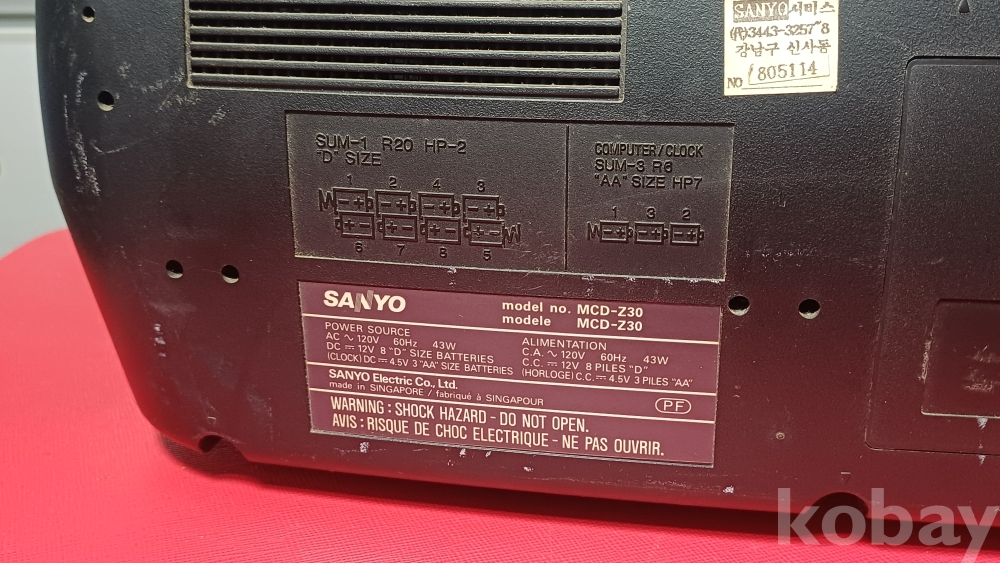 SANYO서비스
(代)3443-3257~8
강남구 신사동
NO 805114
SUM-1 R20 HP-2
"D" SIZE
1 2 4 3
6 7 8 5
COMPUTER/CLOCK
SUM-3 R6
"AA" SIZE HP7
1 3 2
SANYO
model no. MCD-Z30
modele MCD-Z30
POWER SOURCE
AC ~ 120V 60Hz 43W
DC ⎓ 12V 8 "D" SIZE BATTERIES
(CLOCK) DC ⎓ 4.5V 3 "AA" SIZE BATTERIES
ALIMENTATION
C.A. ~ 120V 60Hz 43W
C.C. ⎓ 12V 8 PILES "D"
(HORLOGE) C.C. ⎓ 4.5V 3 PILES "AA"
SANYO Electric Co., Ltd.
made in SINGAPORE / fabriqué à SINGAPOUR
PF
WARNING : SHOCK HAZARD - DO NOT OPEN.
AVIS : RISQUE DE CHOC ELECTRIQUE - NE PAS OUVRIR.
kobay